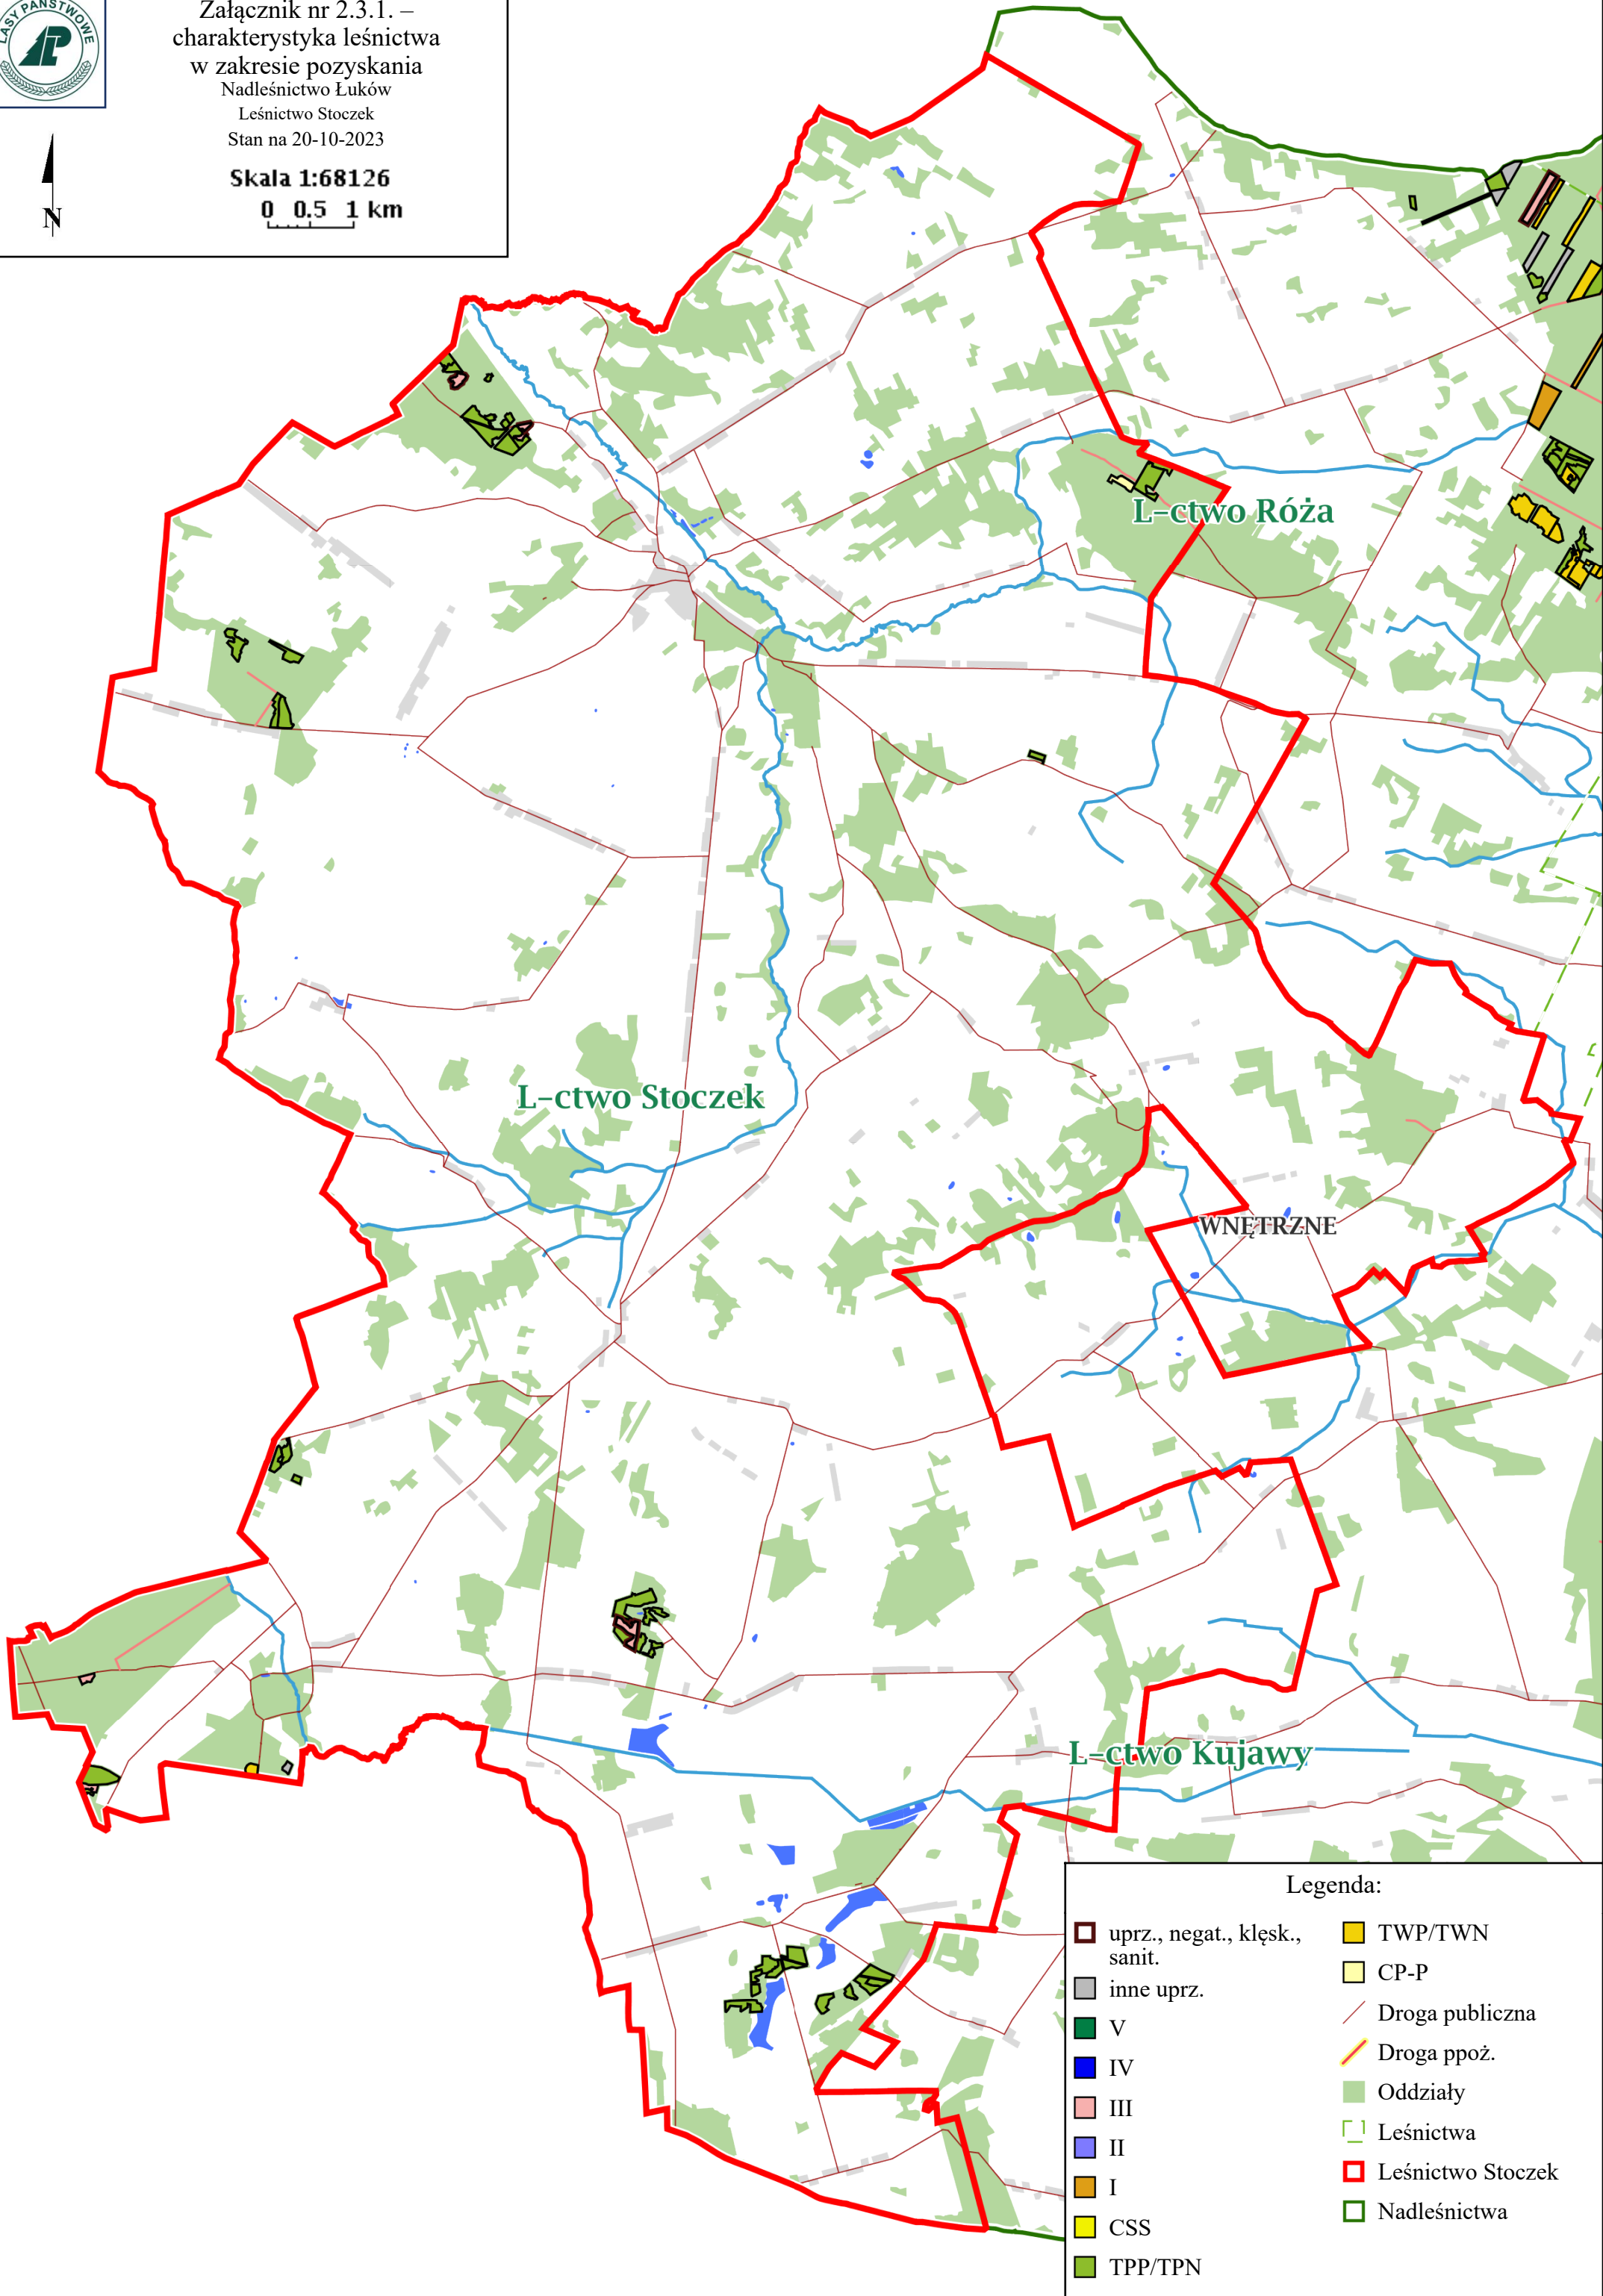 LASY PAŃSTWOWE
Załącznik nr 2.3.1. –
charakterystyka leśnictwa
w zakresie pozyskania
Nadleśnictwo Łuków
Leśnictwo Stoczek
Stan na 20-10-2023
Skala 1:68126
0 0.5 1 km
N
L-ctwo Róża
L-ctwo Stoczek
WNĘTRZNE
L-ctwo Kujawy
Legenda:
uprz., negat., klęsk.,
sanit.
inne uprz.
V
IV
III
II
I
CSS
TPP/TPN
TWP/TWN
CP-P
Droga publiczna
Droga ppoż.
Oddziały
Leśnictwa
Leśnictwo Stoczek
Nadleśnictwa